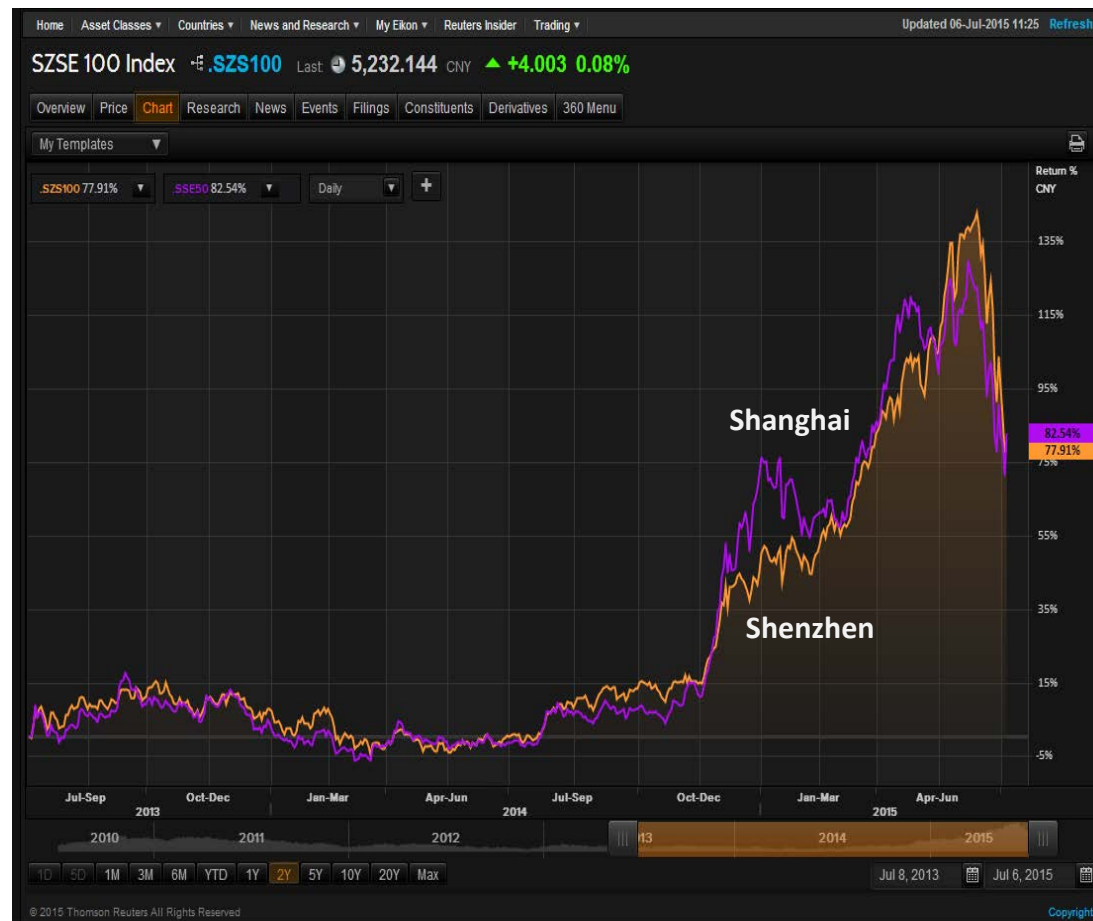 Home Asset Classes ▾ Countries ▾ News and Research ▾ My Eikon ▾ Reuters Insider Trading ▾ Updated 06-Jul-2015 11:25 Refresh
SZSE 100 Index .SZS100 Last 5,232.144 CNY ▲ +4.003 0.08%
Overview Price Chart Research News Events Filings Constituents Derivatives 360 Menu
My Templates ▼
.SZS100 77.91% ▼ .SSE50 82.54% ▼ Daily ▼ +
Return %
CNY
135%
115%
95%
Shanghai
82.54%
77.91%
75%
55%
35%
Shenzhen
15%
-5%
Jul-Sep Oct-Dec Jan-Mar Apr-Jun Jul-Sep Oct-Dec Jan-Mar Apr-Jun
2013 2014 2015
2010 2011 2012 13 2014 2015
1D 5D 1M 3M 6M YTD 1Y 2Y 5Y 10Y 20Y Max Jul 8, 2013 Jul 6, 2015
© 2015 Thomson Reuters All Rights Reserved Copyright